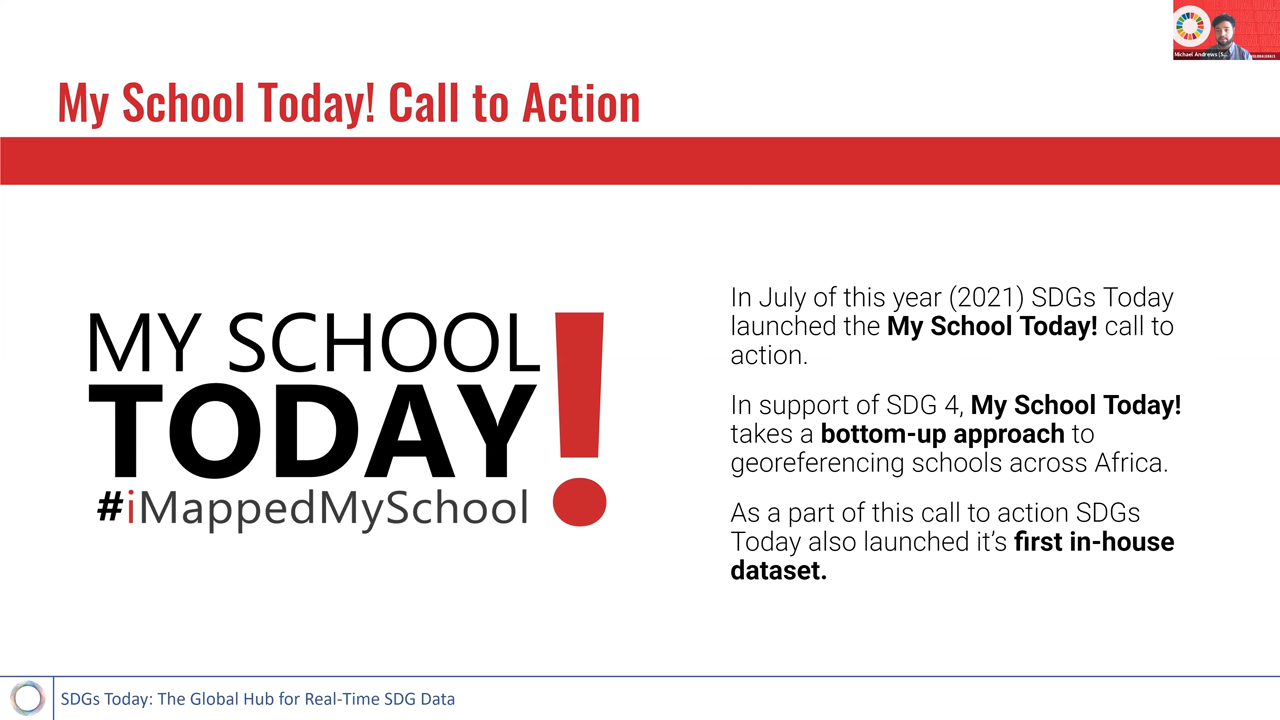 Michael Andrews (S...
My School Today! Call to Action
MY SCHOOL
TODAY!
#iMappedMySchool
In July of this year (2021) SDGs Today
launched the My School Today! call to
action.
In support of SDG 4, My School Today!
takes a bottom-up approach to
georeferencing schools across Africa.
As a part of this call to action SDGs
Today also launched it’s first in-house
dataset.
SDGs Today: The Global Hub for Real-Time SDG Data